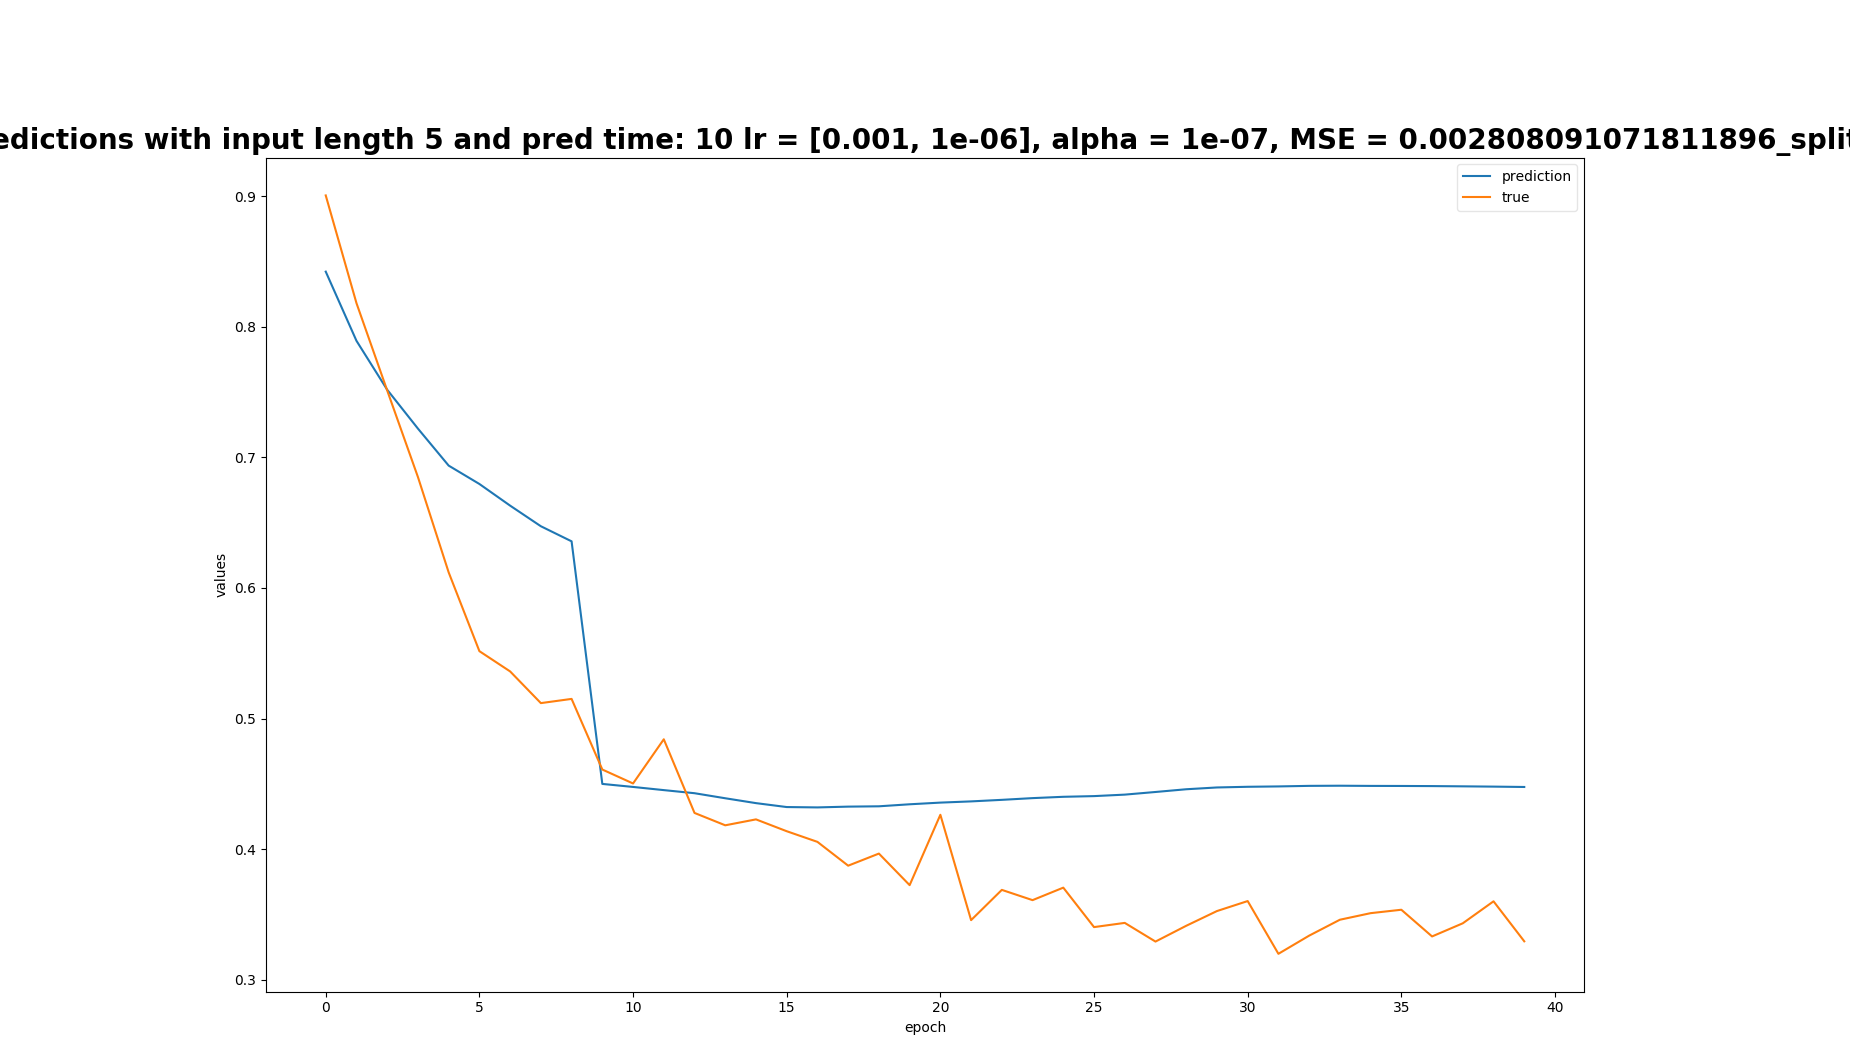 edictions with input length 5 and pred time: 10 lr = [0.001, 1e-06], alpha = 1e-07, MSE = 0.002808091071811896_split
prediction
true
0.9
0.8
0.7
0.6
0.5
0.4
0.3
values
0 5 10 15 20 25 30 35 40
epoch